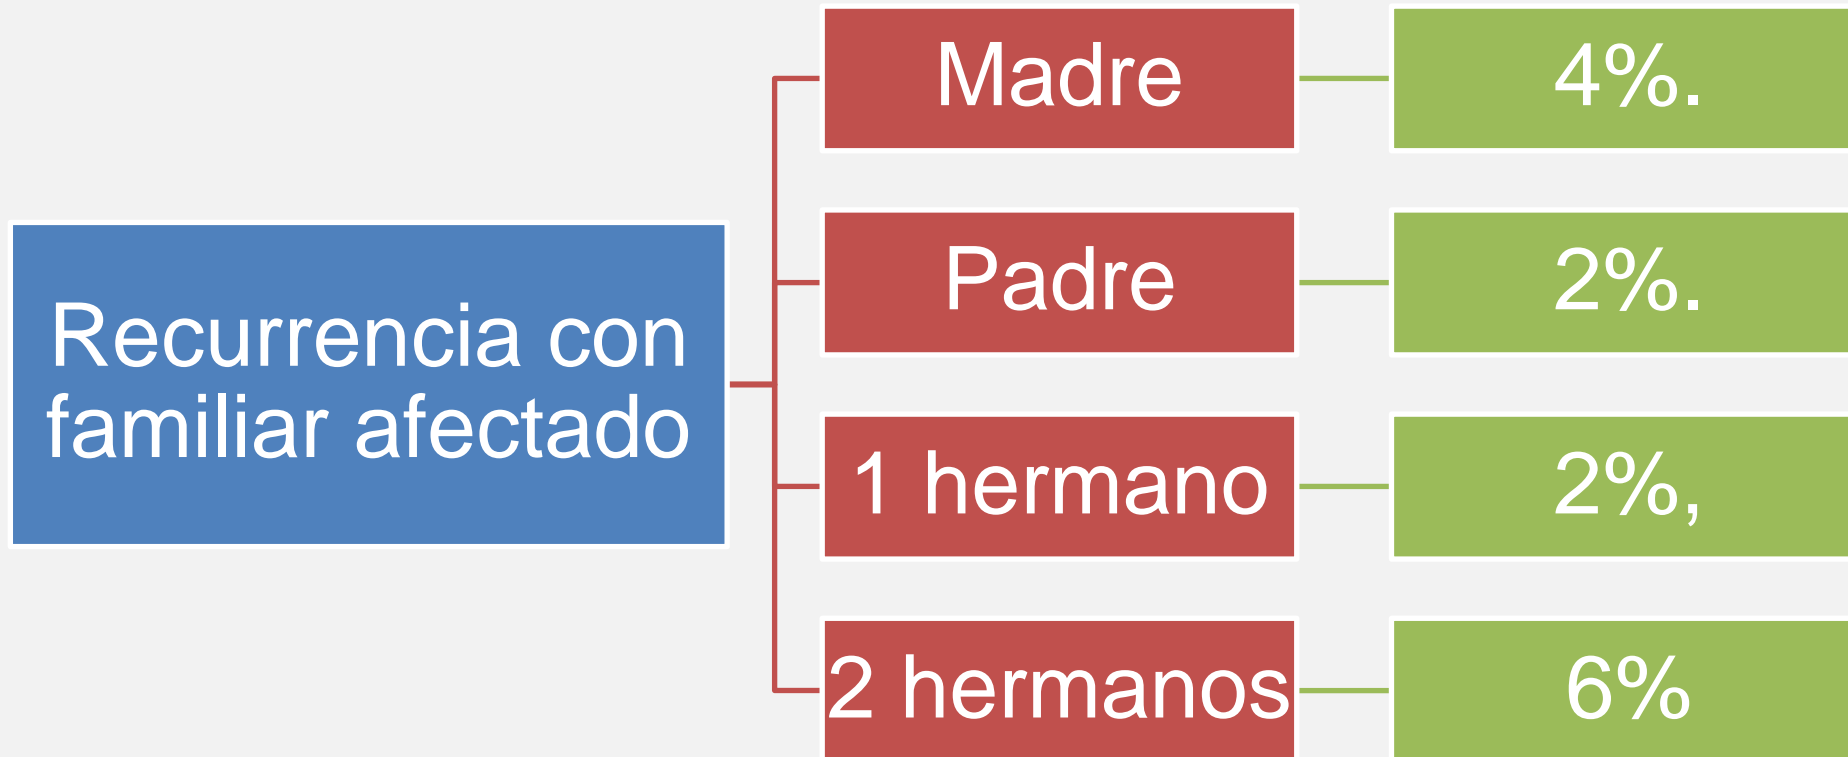 Recurrencia con
familiar afectado
Madre
4%.
Padre
2%.
1 hermano
2%,
2 hermanos
6%